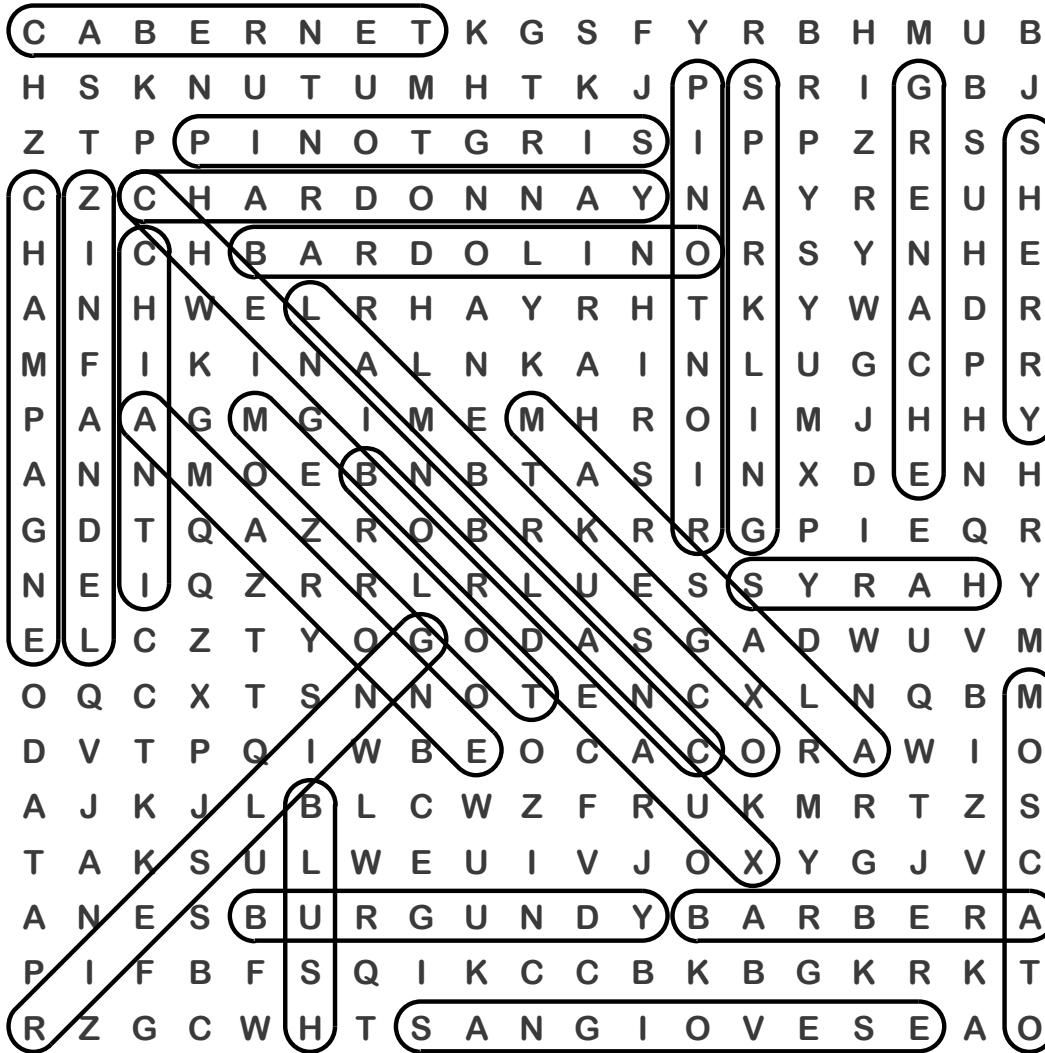 C A B E R N E T K G S F Y R B H M U B
H S K N U T U M H T K J P S R I G B J
Z T P P I N O T G R I S I P P Z R S S
C Z C H A R D O N N A Y N A Y R E U H
H I C H B A R D O L I N O R S Y N H E
A N H W E L R H A Y R H T K Y W A D R
M F I K I N A L N K A I N L U G C P R
P A A G M G I M E M H R O I M J H H Y
A N N M O E B N B T A S I N X D E N H
G D T Q A Z R O B R K R R G P I E Q R
N E I Q Z R R L R L U E S S Y R A H Y
E L C Z T Y O G O D A S G A D W U V M
O Q C X T S N N O T E N C X L N Q B M
D V T P Q I W B E O C A C O R A W I O
A J K J L B L C W Z F R U K M R T Z S
T A K S U L W E U I V J O X Y G J V C
A N E S B U R G U N D Y B A R B E R A
P I F B F S Q I K C C B K B G K R K T
R Z G C W H T S A N G I O V E S E A O